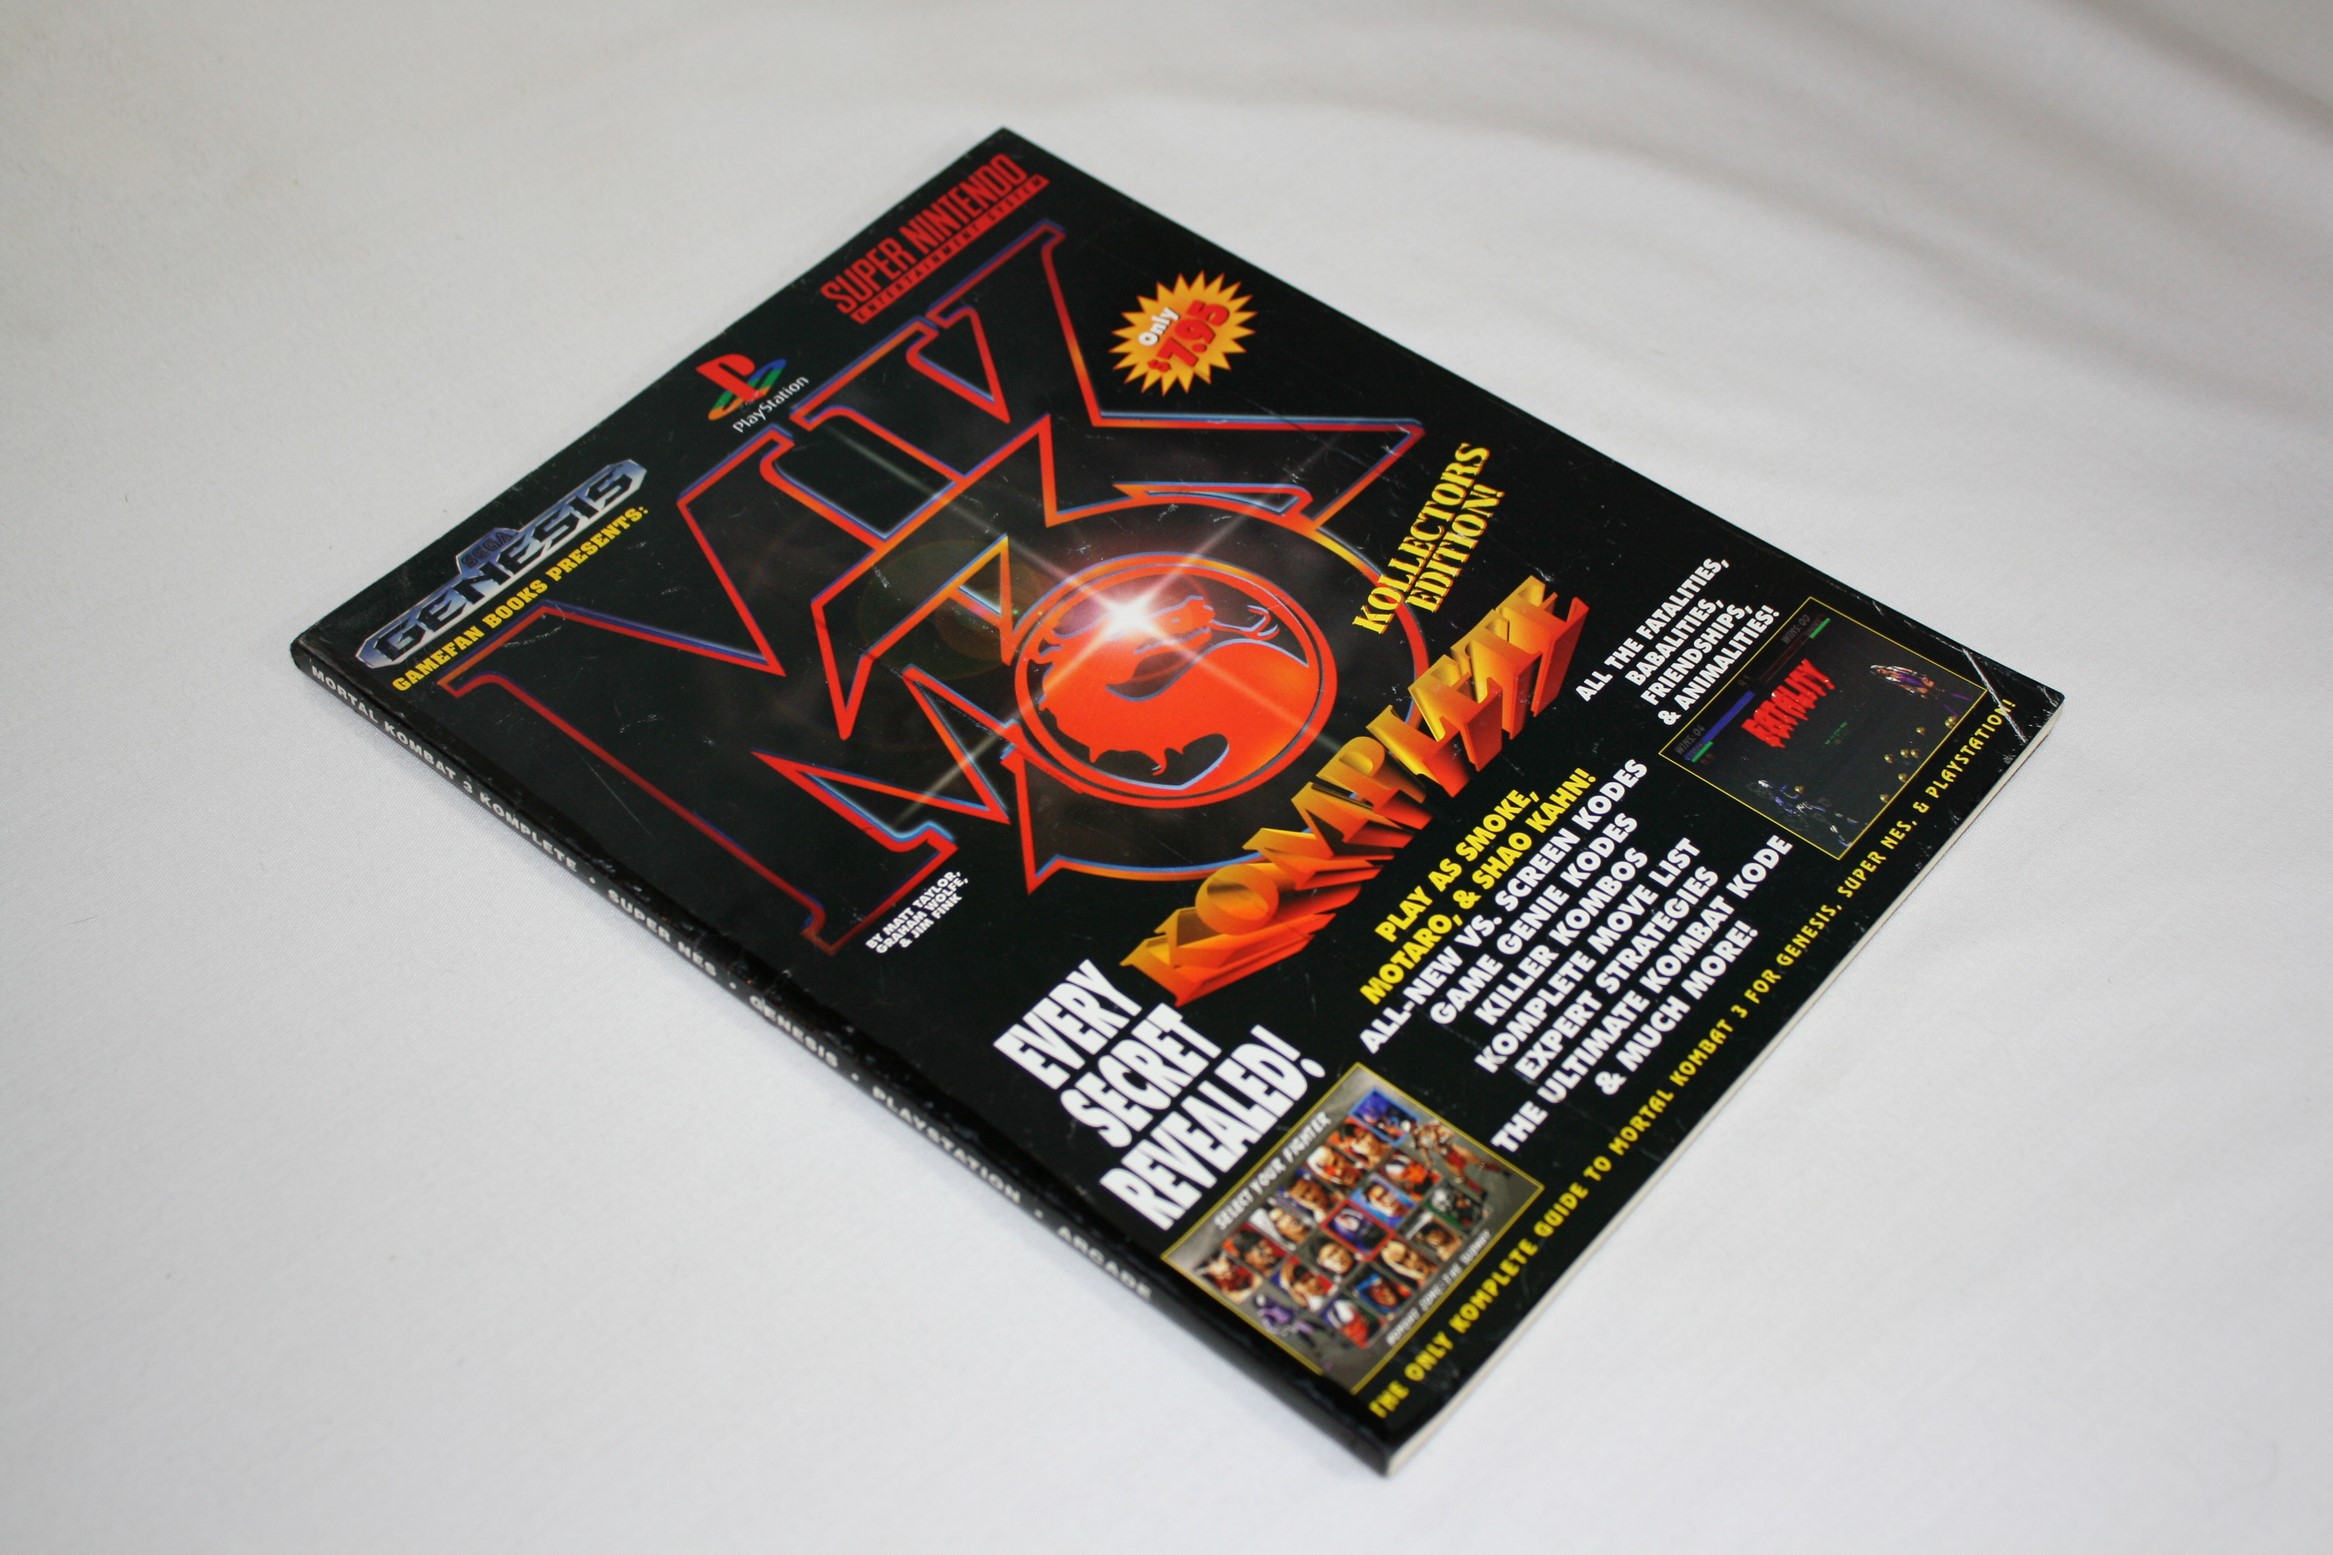 SUPER NINTENDO
ENTERTAINMENT SYSTEM
PlayStation
SEGA
GENESIS
GAMEFAN BOOKS PRESENTS:
Only
$7.95
MK
KOLLECTORS
EDITION!
KOMPLETE
BY MATT TAYLOR,
GRAHAM WOLFE,
& JIM FINK
EVERY
SECRET
REVEALED!
ALL THE FATALITIES,
BABALITIES,
FRIENDSHIPS,
& ANIMALITIES!
PLAY AS SMOKE,
MOTARO, & SHAO KAHN!
ALL-NEW VS. SCREEN KODES
GAME GENIE KODES
KILLER KOMBOS
KOMPLETE MOVE LIST
EXPERT STRATEGIES
THE ULTIMATE KOMBAT KODE
& MUCH MORE!
SELECT YOUR FIGHTER
THE ONLY KOMPLETE GUIDE TO MORTAL KOMBAT 3 FOR GENESIS, SUPER NES, & PLAYSTATION!
MORTAL KOMBAT 3 KOMPLETE • SUPER NES • GENESIS • PLAYSTATION • ARCADE